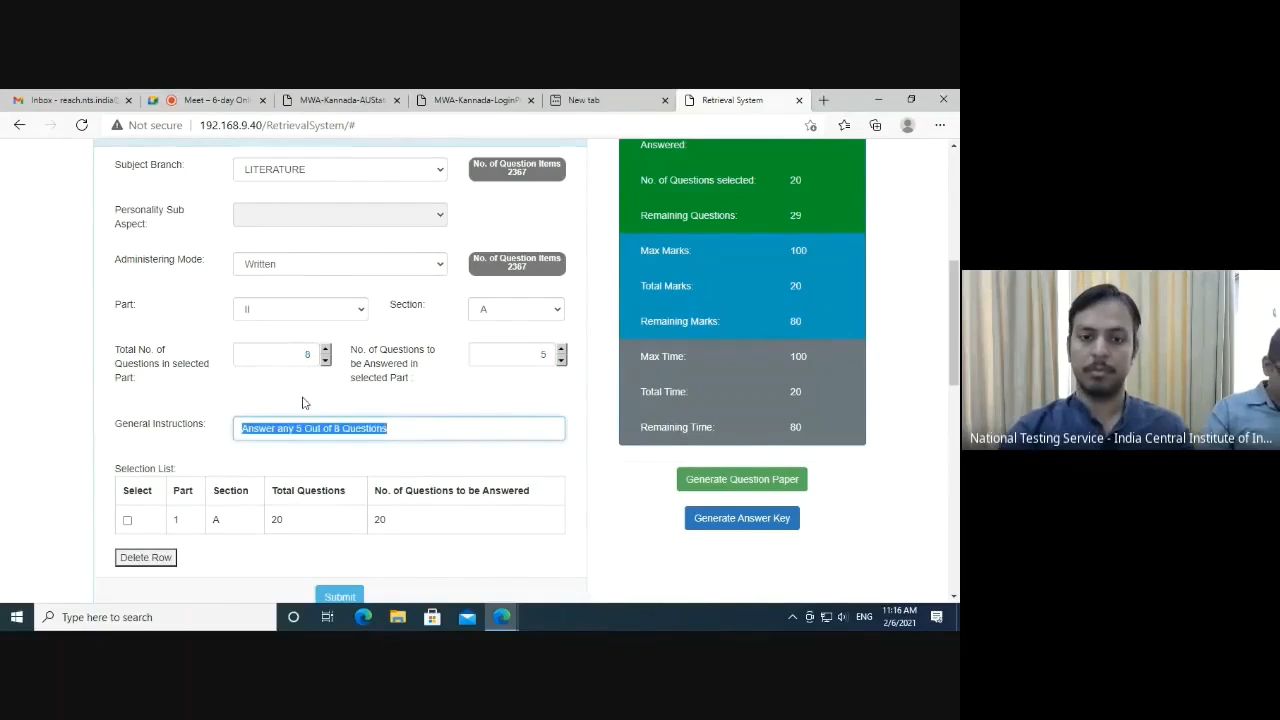 Inbox - reach.nts.india@
Meet – 6-day Onl
MWA-Kannada-AUStat
MWA-Kannada-LoginP
New tab
Retrieval System
Not secure
192.168.9.40/RetrievalSystem/#
Subject Branch:
LITERATURE
No. of Question Items
2367
Personality Sub
Aspect:
Administering Mode:
Written
No. of Question Items
2367
Part:
II
Section:
A
Total No. of
Questions in selected
Part:
8
No. of Questions to
be Answered in
selected Part :
5
General Instructions:
Answer any 5 Out of 8 Questions
Selection List:
Select Part Section Total Questions No. of Questions to be Answered
1 A 20 20
Delete Row
Submit
Answered:
No. of Questions selected: 20
Remaining Questions: 29
Max Marks: 100
Total Marks: 20
Remaining Marks: 80
Max Time: 100
Total Time: 20
Remaining Time: 80
Generate Question Paper
Generate Answer Key
National Testing Service - India Central Institute of In...
Type here to search
ENG
11:16 AM
2/6/2021